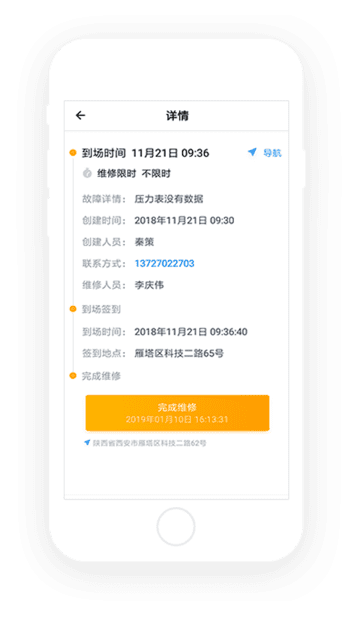 详情
到场时间 11月21日 09:36 导航
维修限时 不限时
故障详情： 压力表没有数据
创建时间： 2018年11月21日 09:30
创建人员： 秦策
联系方式： 13727022703
维修人员： 李庆伟
到场签到
到场时间： 2018年11月21日 09:36:40
签到地点： 雁塔区科技二路65号
完成维修
完成维修
2019年01月10日 16:13:31
陕西省西安市雁塔区科技二路62号